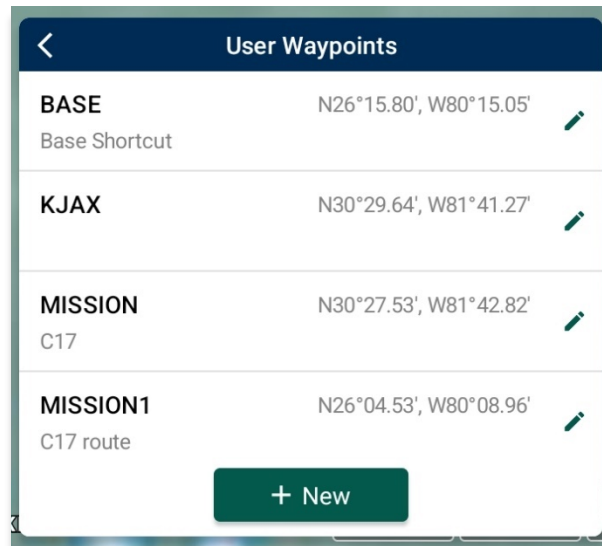 User Waypoints
BASE N26°15.80', W80°15.05'
Base Shortcut
KJAX N30°29.64', W81°41.27'
MISSION N30°27.53', W81°42.82'
C17
MISSION1 N26°04.53', W80°08.96'
C17 route
+ New